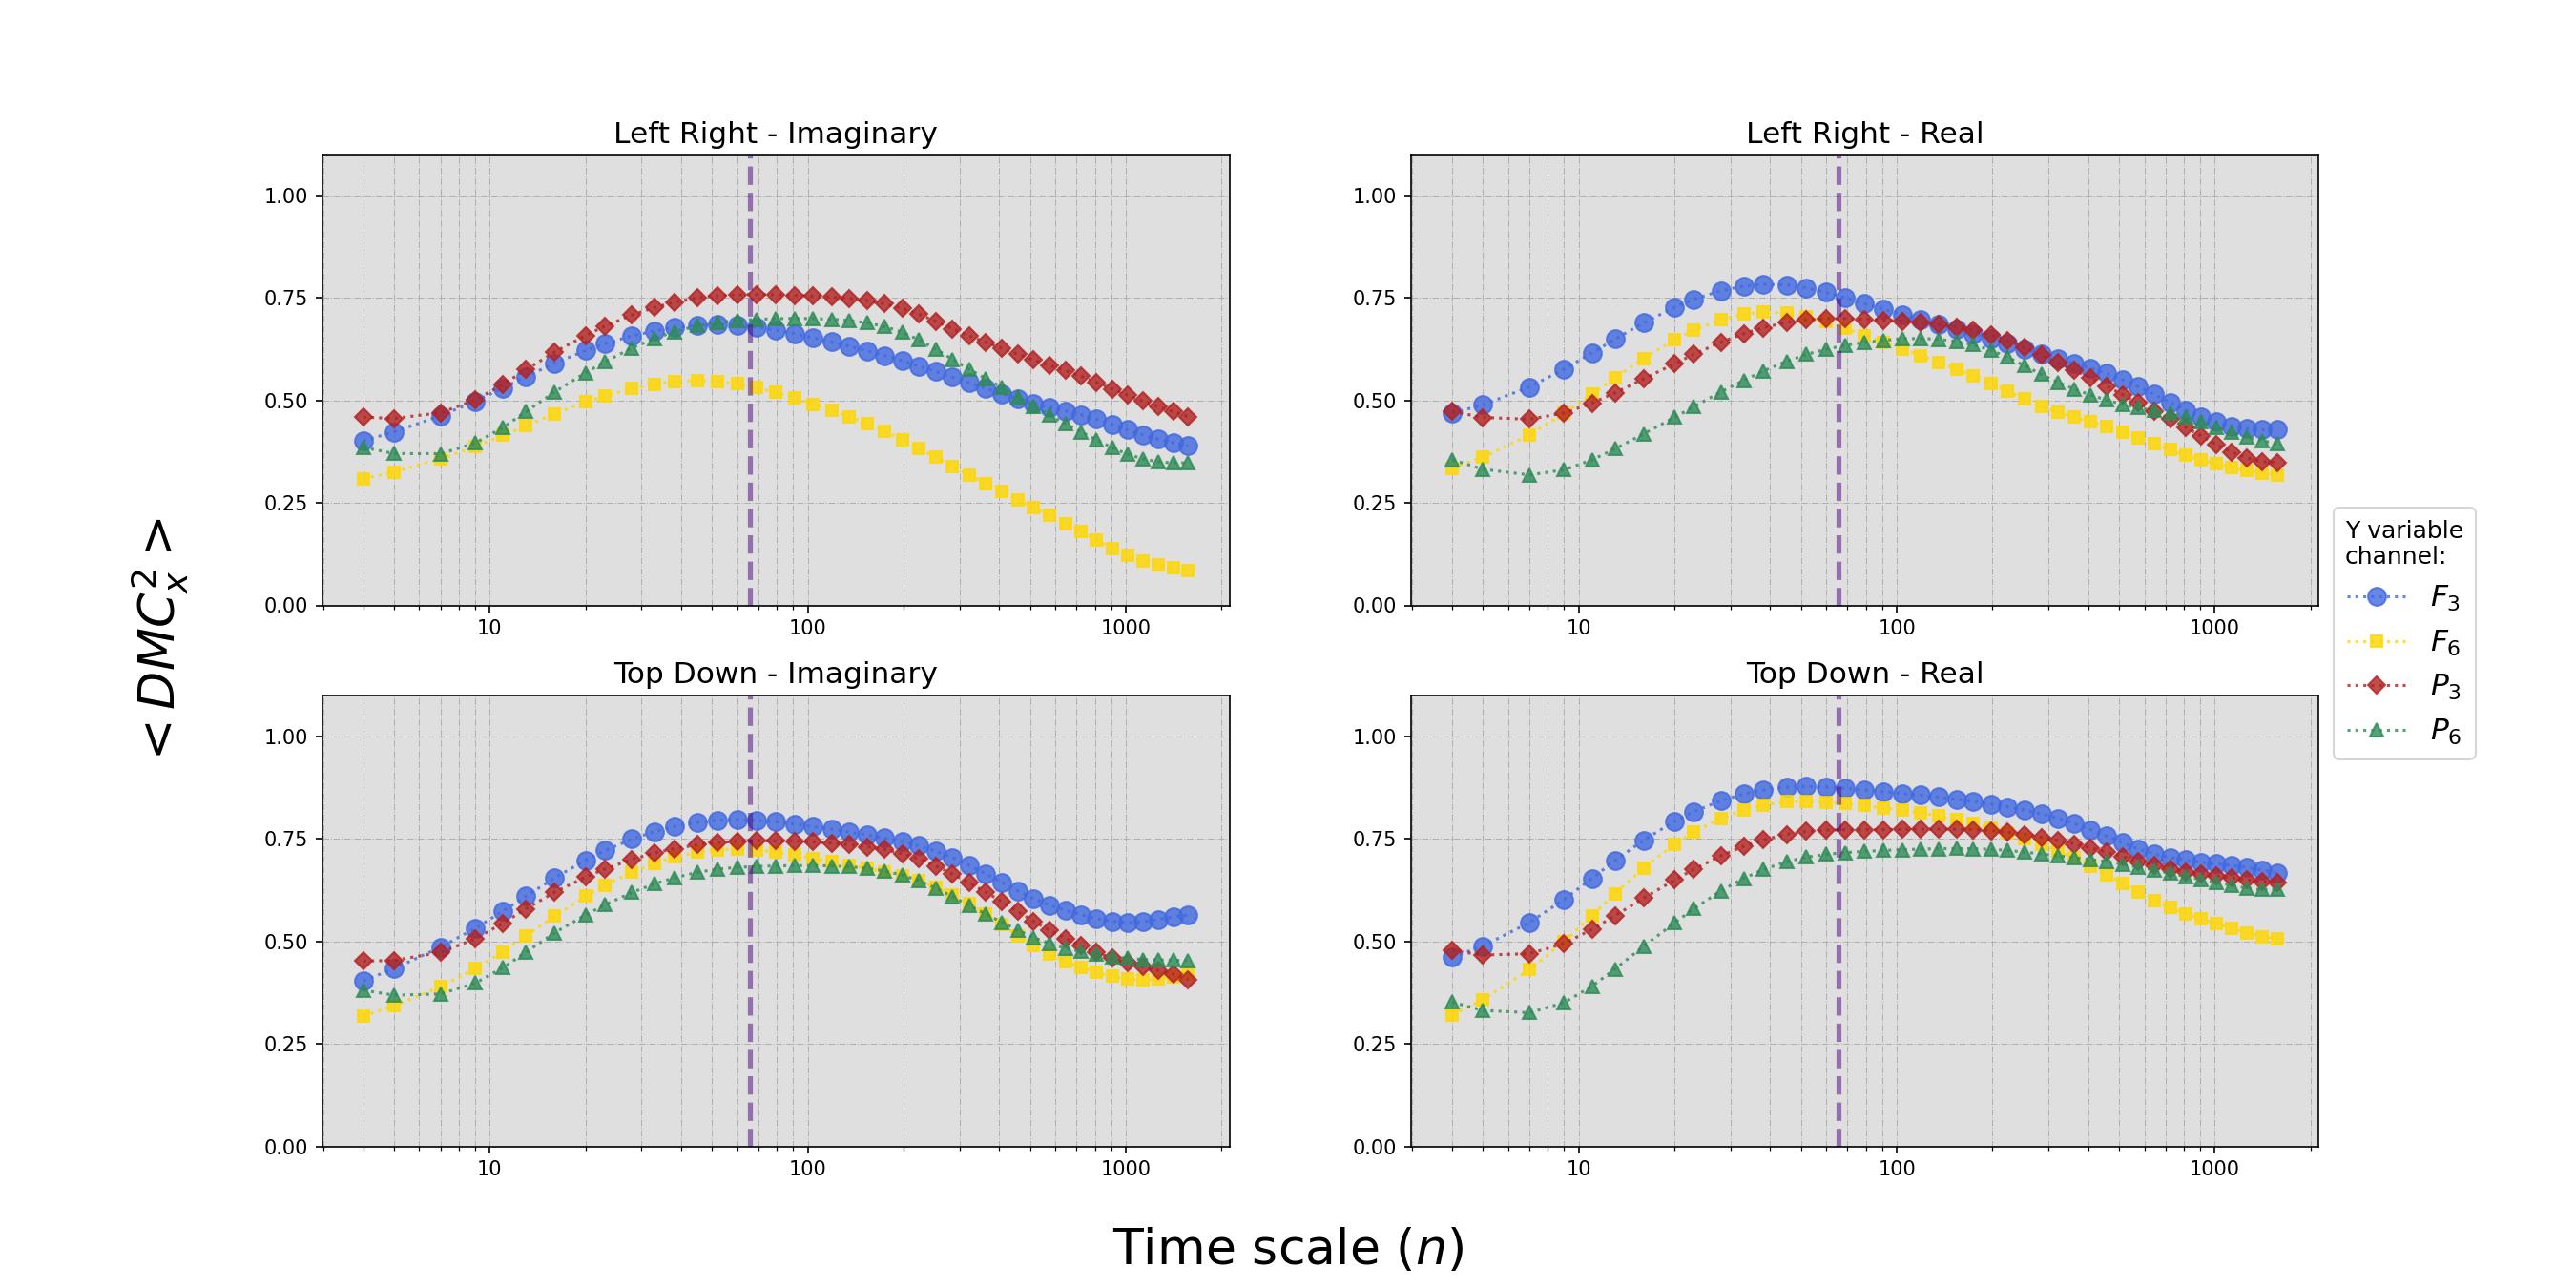 Left Right - Imaginary
1.00
0.75
0.50
0.25
0.00
10 100 1000
Left Right - Real
1.00
0.75
0.50
0.25
0.00
10 100 1000
Top Down - Imaginary
1.00
0.75
0.50
0.25
0.00
10 100 1000
Top Down - Real
1.00
0.75
0.50
0.25
0.00
10 100 1000
< DMC²ₓ >
Time scale (n)
Y variable
channel:
F₃
F₆
P₃
P₆